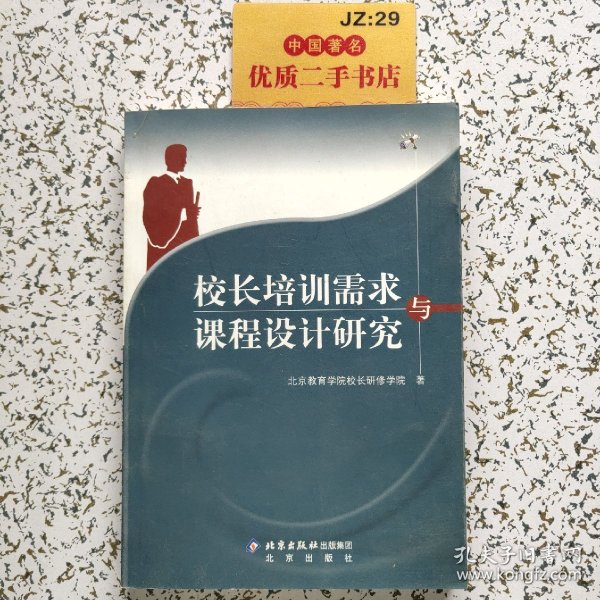 JZ:29
中国著名
优质二手书店
校长培训需求
与
课程设计研究
北京教育学院校长研修学院 著
北京出版社出版集团
北京出版社
孔夫子旧书网
www.kongfz.com